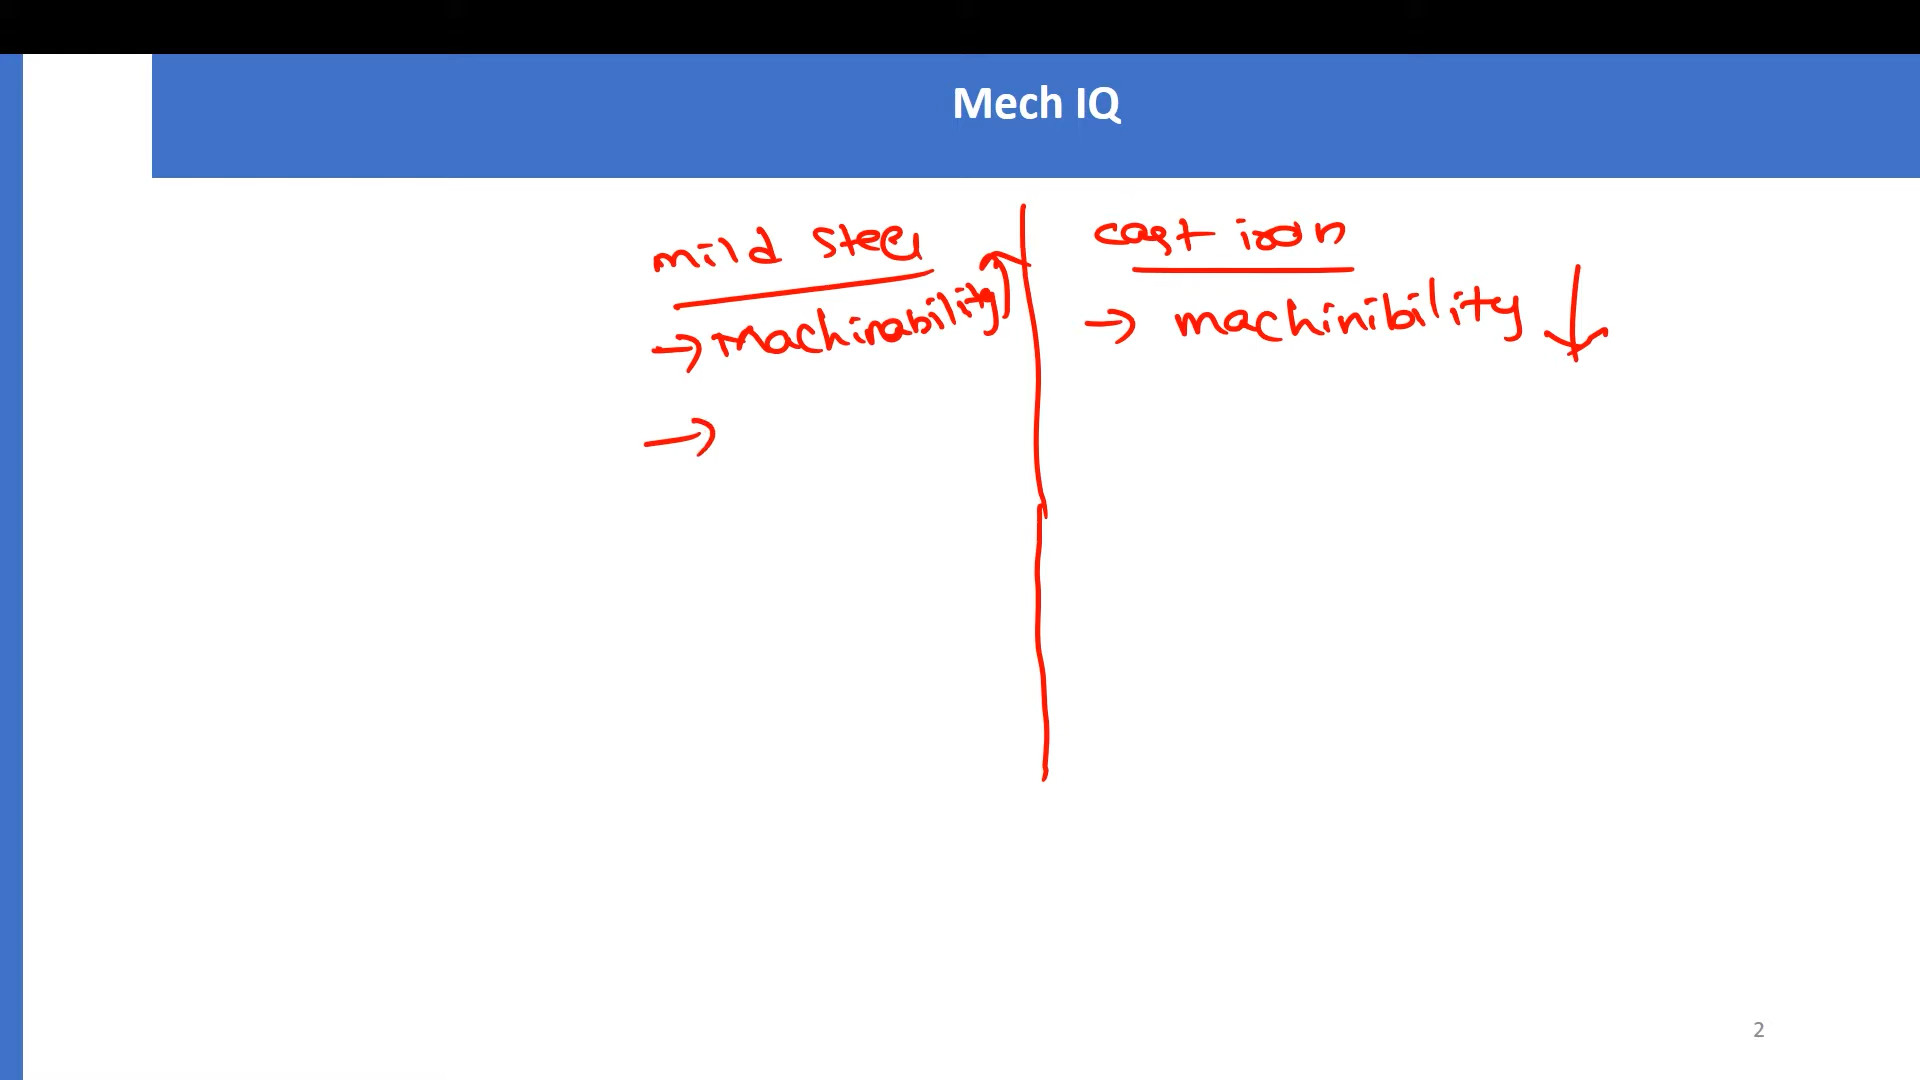 Mech IQ
mild steel
→ machinability ↑
→
cast iron
→ machinibility ↓
2